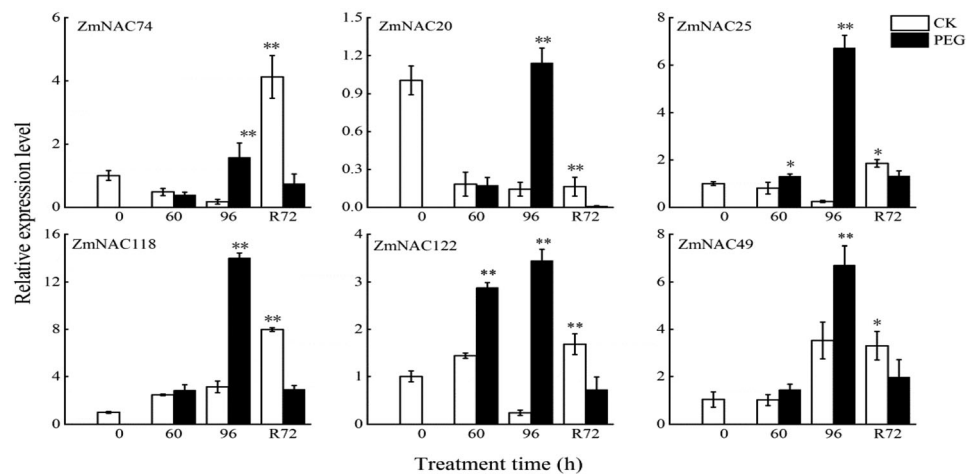 ZmNAC74
ZmNAC20
ZmNAC25
CK
PEG
6
4
2
0
**
**
0 60 96 R72
1.5
1.2
0.9
0.6
0.3
0.0
**
**
0 60 96 R72
8
6
4
2
0
*
**
*
0 60 96 R72
Relative expression level
ZmNAC118
ZmNAC122
ZmNAC49
16
12
8
4
0
**
**
0 60 96 R72
4
3
2
1
0
**
**
**
0 60 96 R72
8
6
4
2
0
**
*
0 60 96 R72
Treatment time (h)